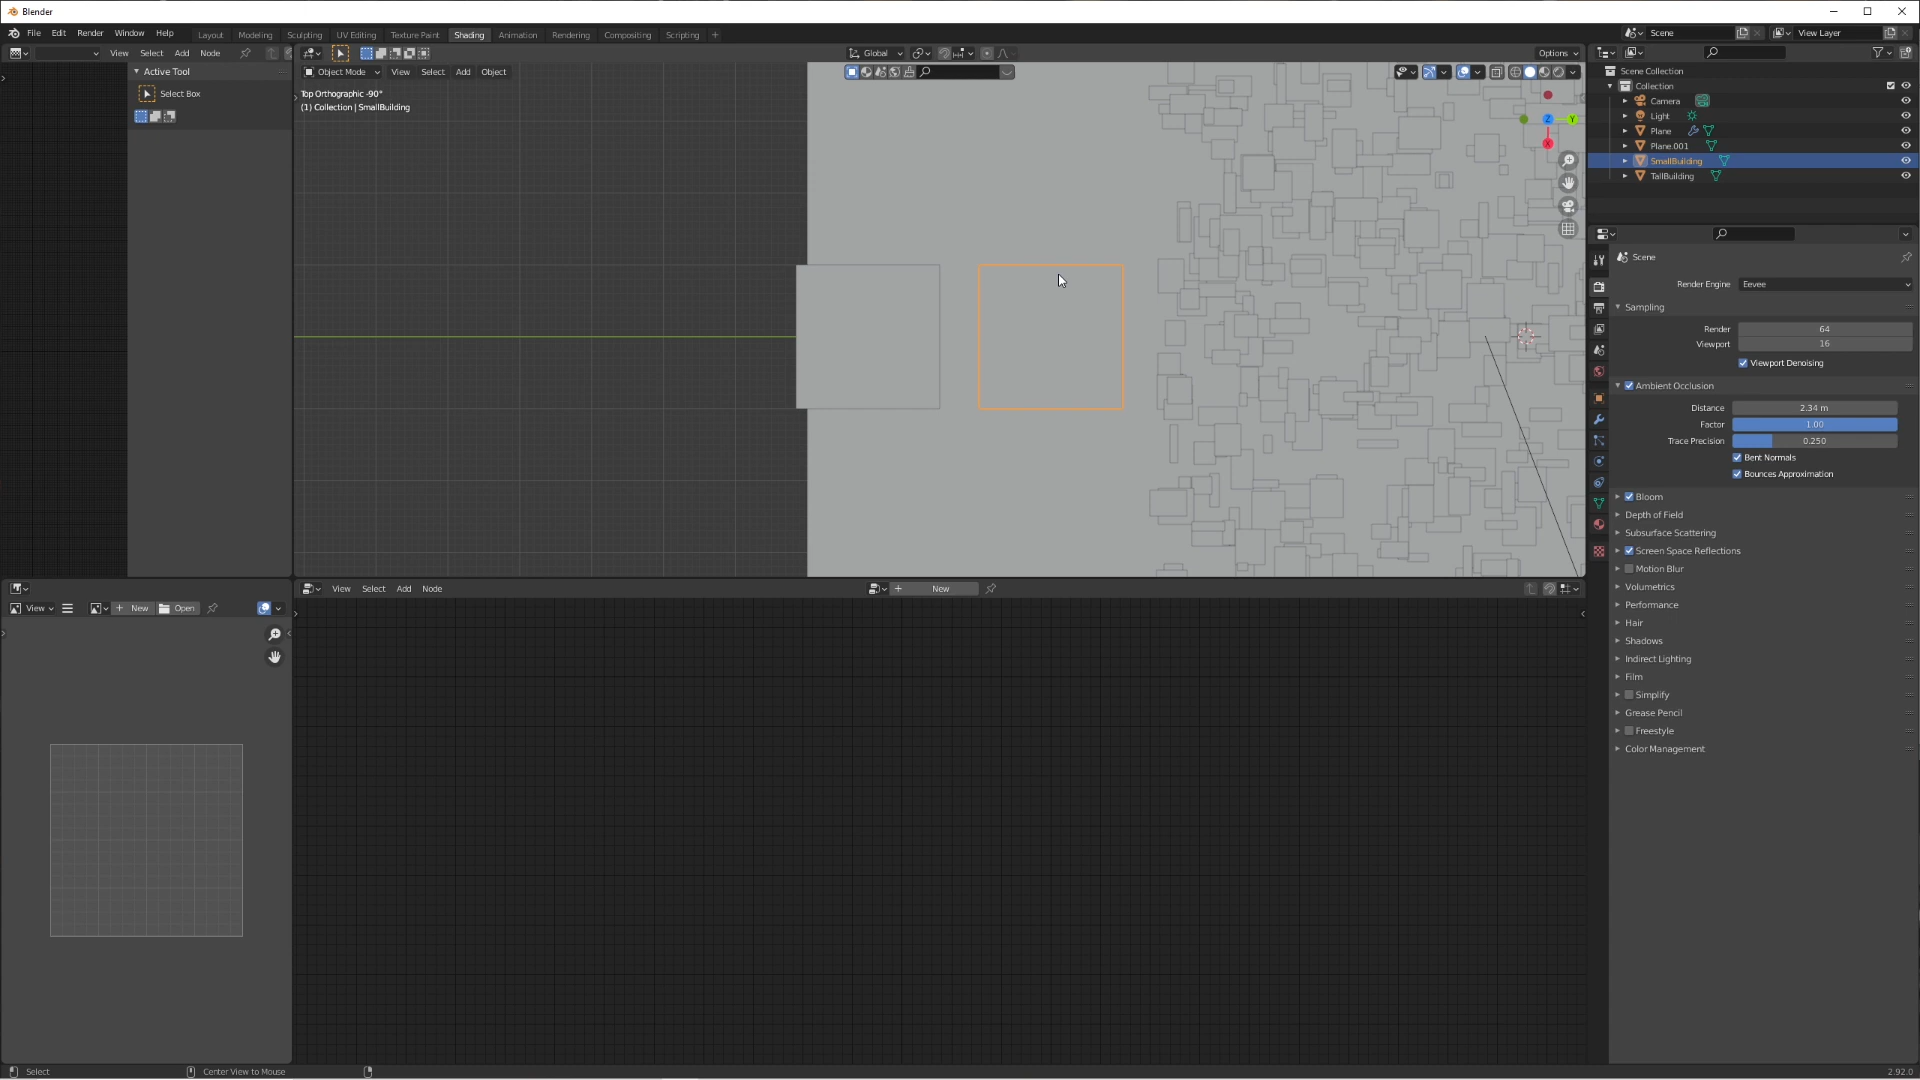 Blender
File Edit Render Window Help
Layout Modeling Sculpting UV Editing Texture Paint Shading Animation Rendering Compositing Scripting +
Scene View Layer
View Select Add Node
Global
Options
Active Tool
Select Box
Object Mode View Select Add Object
Top Orthographic -90°
(1) Collection | SmallBuilding
Z
Y
X
Scene Collection
Collection
Camera
Light
Plane
Plane.001
SmallBuilding
TallBuilding
Scene
Render Engine Eevee
Sampling
Render 64
Viewport 16
Viewport Denoising
Ambient Occlusion
Distance 2.34 m
Factor 1.00
Trace Precision 0.250
Bent Normals
Bounces Approximation
Bloom
Depth of Field
Subsurface Scattering
Screen Space Reflections
Motion Blur
Volumetrics
Performance
Hair
Shadows
Indirect Lighting
Film
Simplify
Grease Pencil
Freestyle
Color Management
View Select Add Node
+ New
View + New Open
Select Center View to Mouse
2.92.0